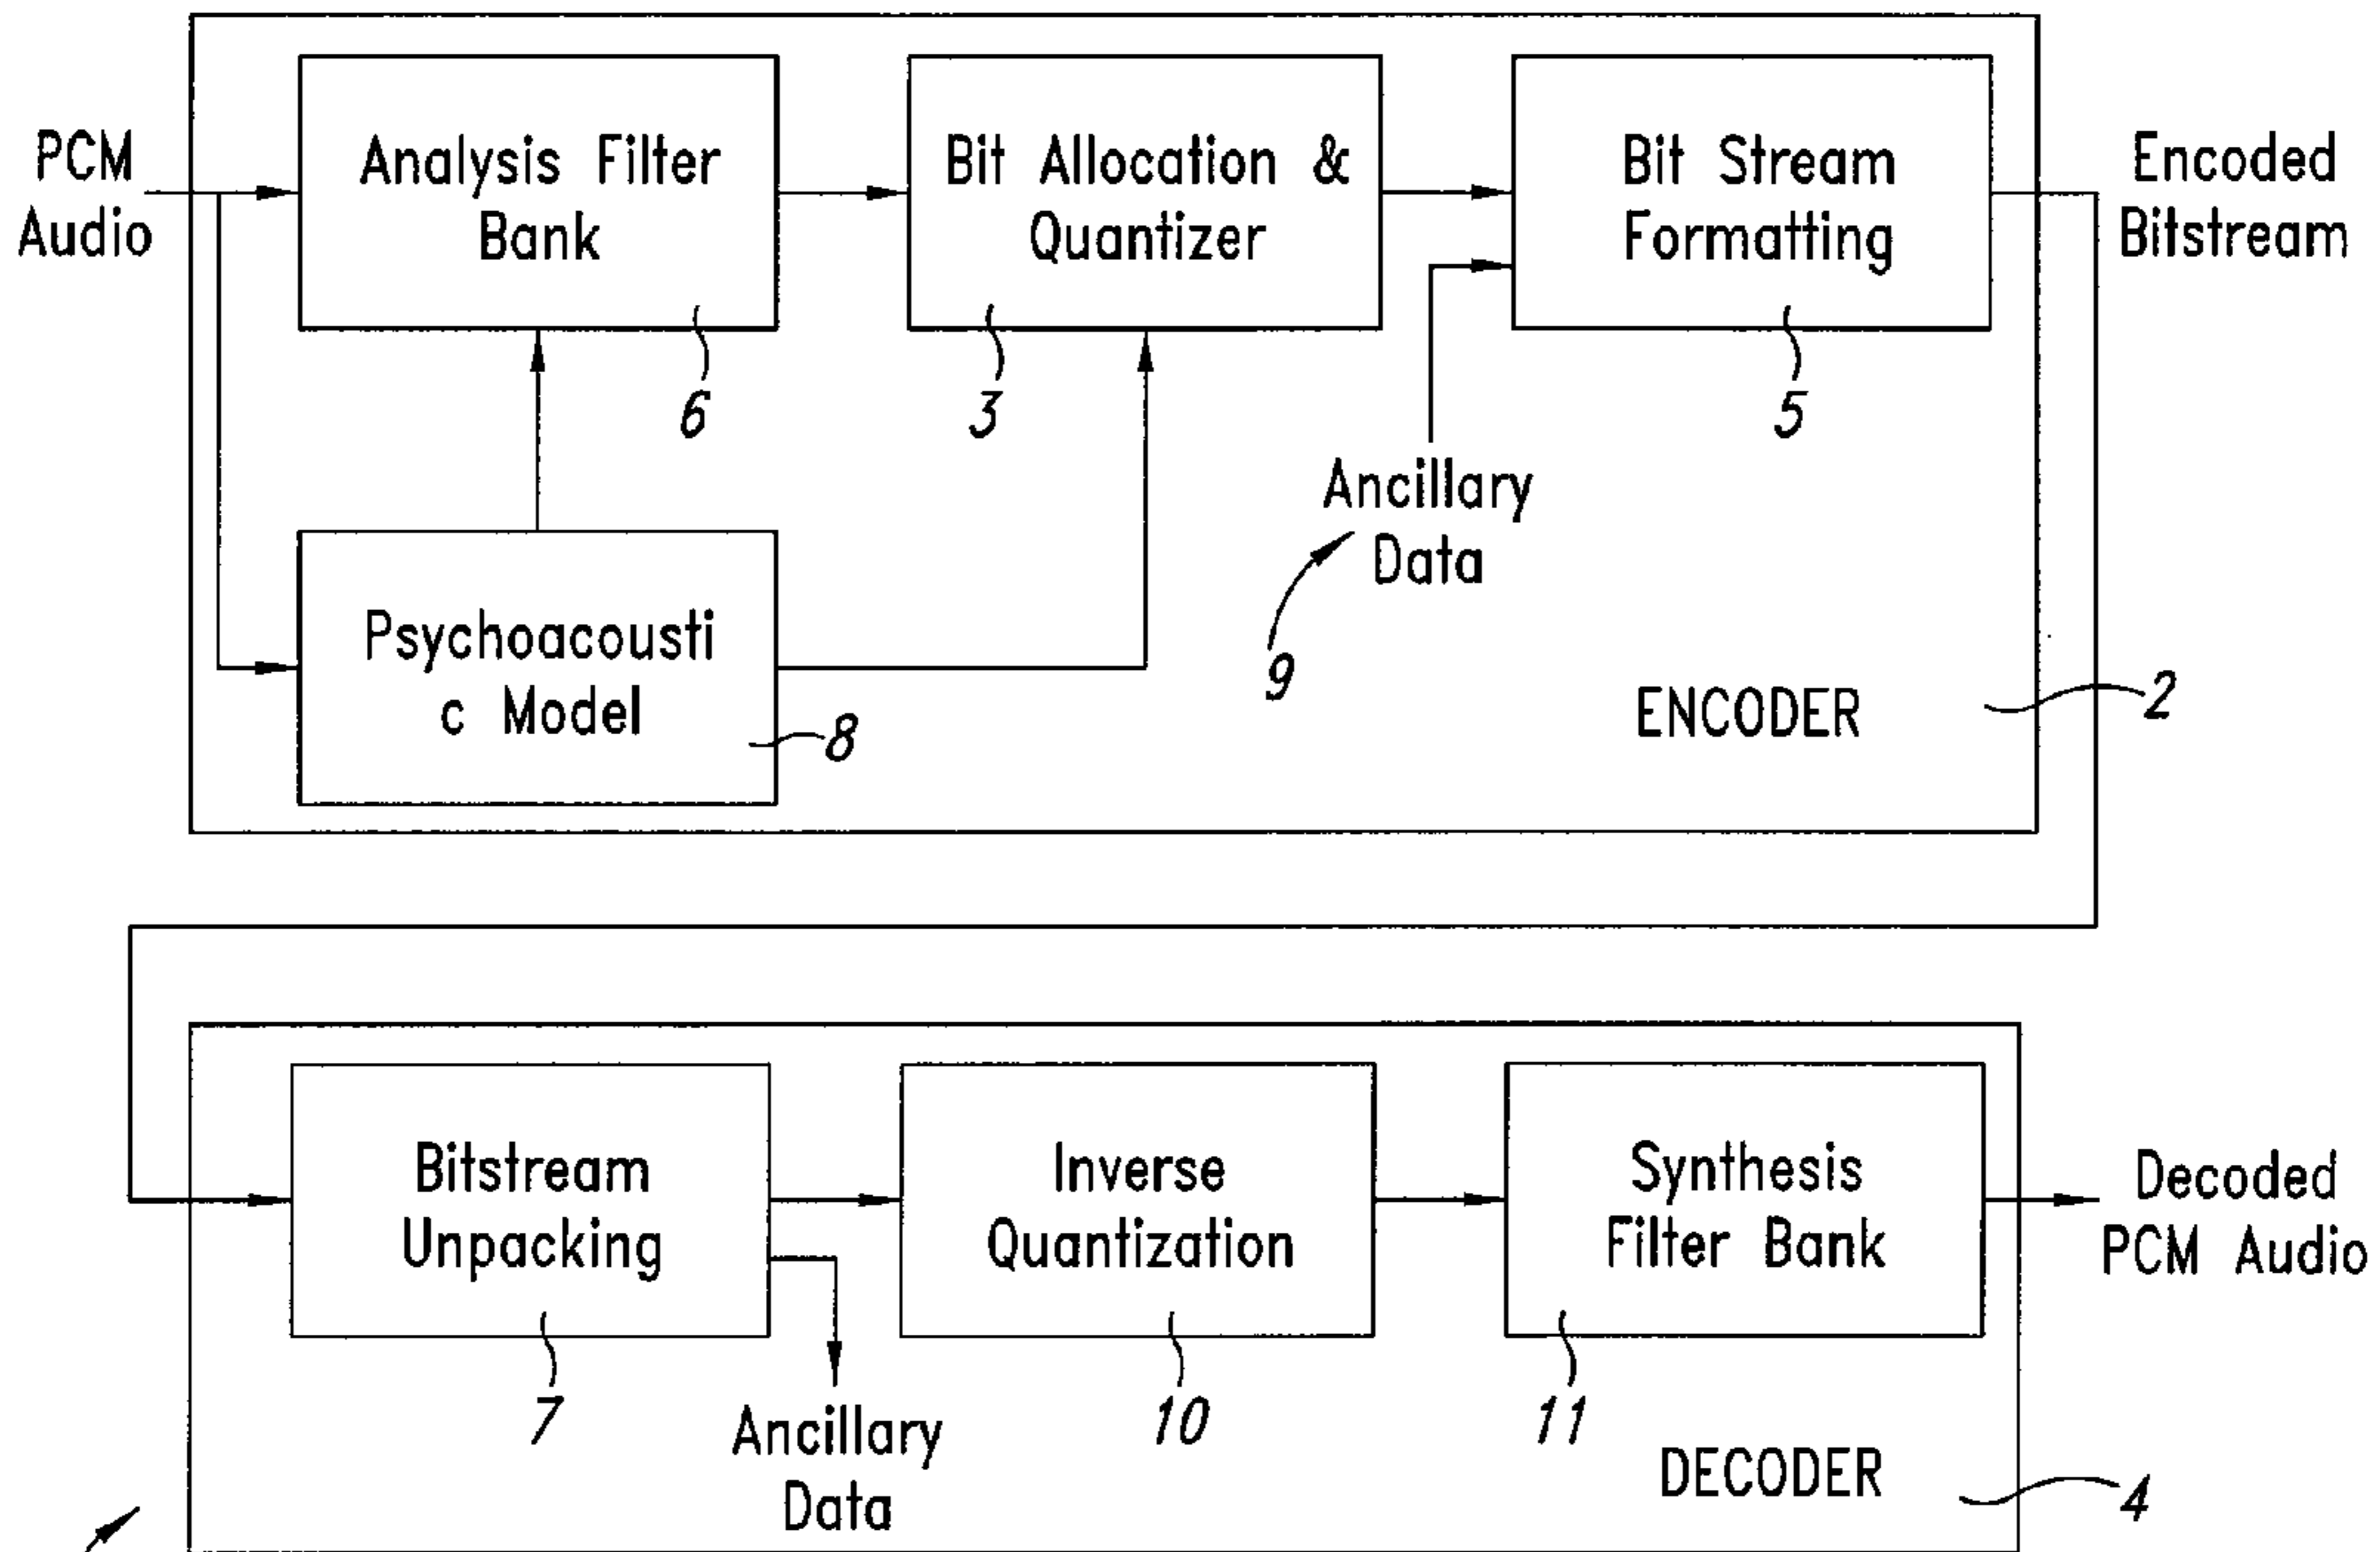 PCM
Audio
Analysis Filter
Bank
6
Bit Allocation &
Quantizer
3
Bit Stream
Formatting
5
Encoded
Bitstream
Ancillary
Data
9
Psychoacousti
c Model
8
ENCODER
2
Bitstream
Unpacking
7
Ancillary
Data
Inverse
Quantization
10
Synthesis
Filter Bank
11
Decoded
PCM Audio
DECODER
4